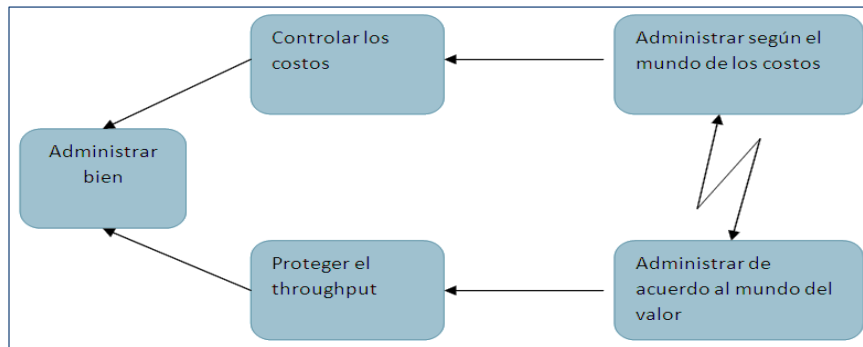 Controlar los
costos
Administrar según el
mundo de los costos
Administrar
bien
Proteger el
throughput
Administrar de
acuerdo al mundo del
valor